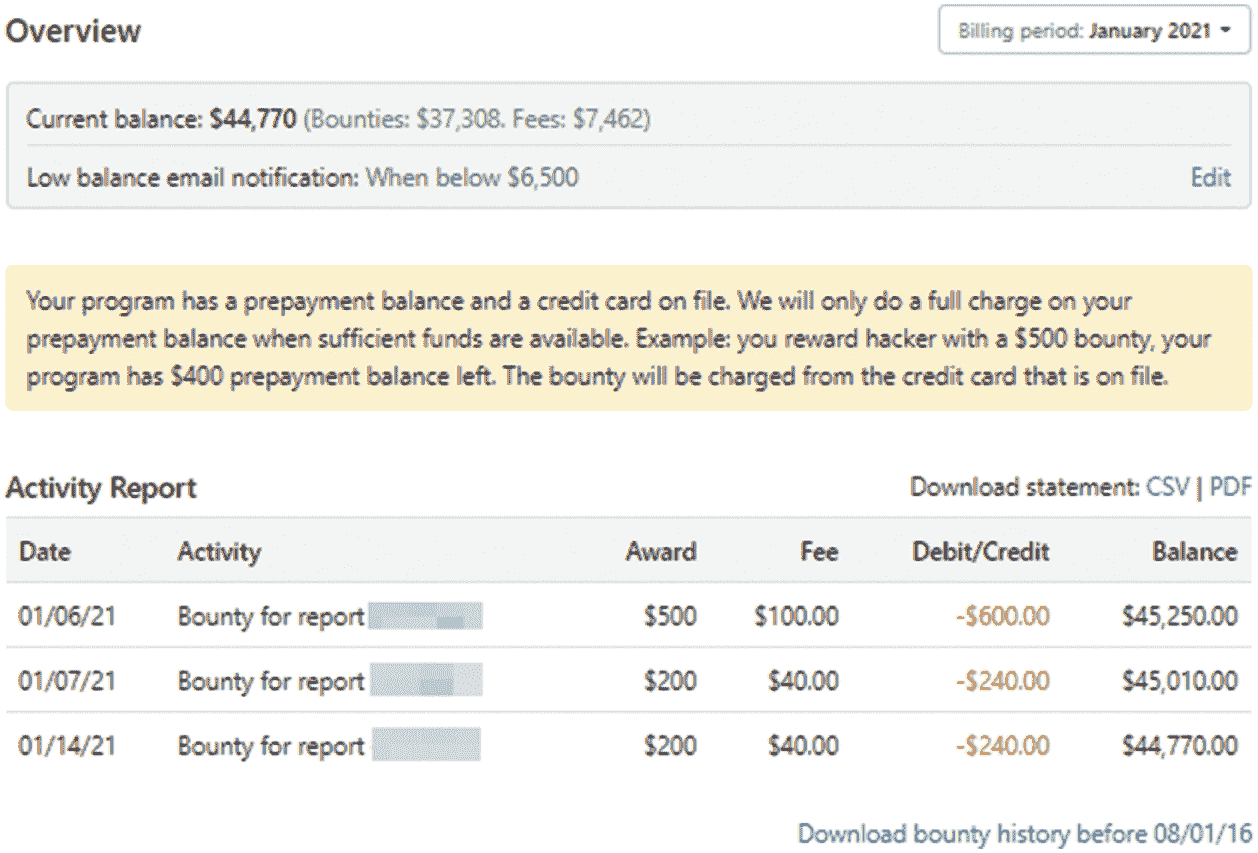 Overview
Billing period: January 2021
Current balance: $44,770 (Bounties: $37,308. Fees: $7,462)
Low balance email notification: When below $6,500 Edit
Your program has a prepayment balance and a credit card on file. We will only do a full charge on your
prepayment balance when sufficient funds are available. Example: you reward hacker with a $500 bounty, your
program has $400 prepayment balance left. The bounty will be charged from the credit card that is on file.
Activity Report Download statement: CSV | PDF
Date Activity Award Fee Debit/Credit Balance
01/06/21 Bounty for report $500 $100.00 -$600.00 $45,250.00
01/07/21 Bounty for report $200 $40.00 -$240.00 $45,010.00
01/14/21 Bounty for report $200 $40.00 -$240.00 $44,770.00
Download bounty history before 08/01/16